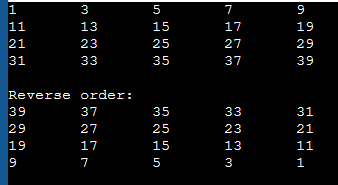 1 3 5 7 9
11 13 15 17 19
21 23 25 27 29
31 33 35 37 39
Reverse order:
39 37 35 33 31
29 27 25 23 21
19 17 15 13 11
9 7 5 3 1